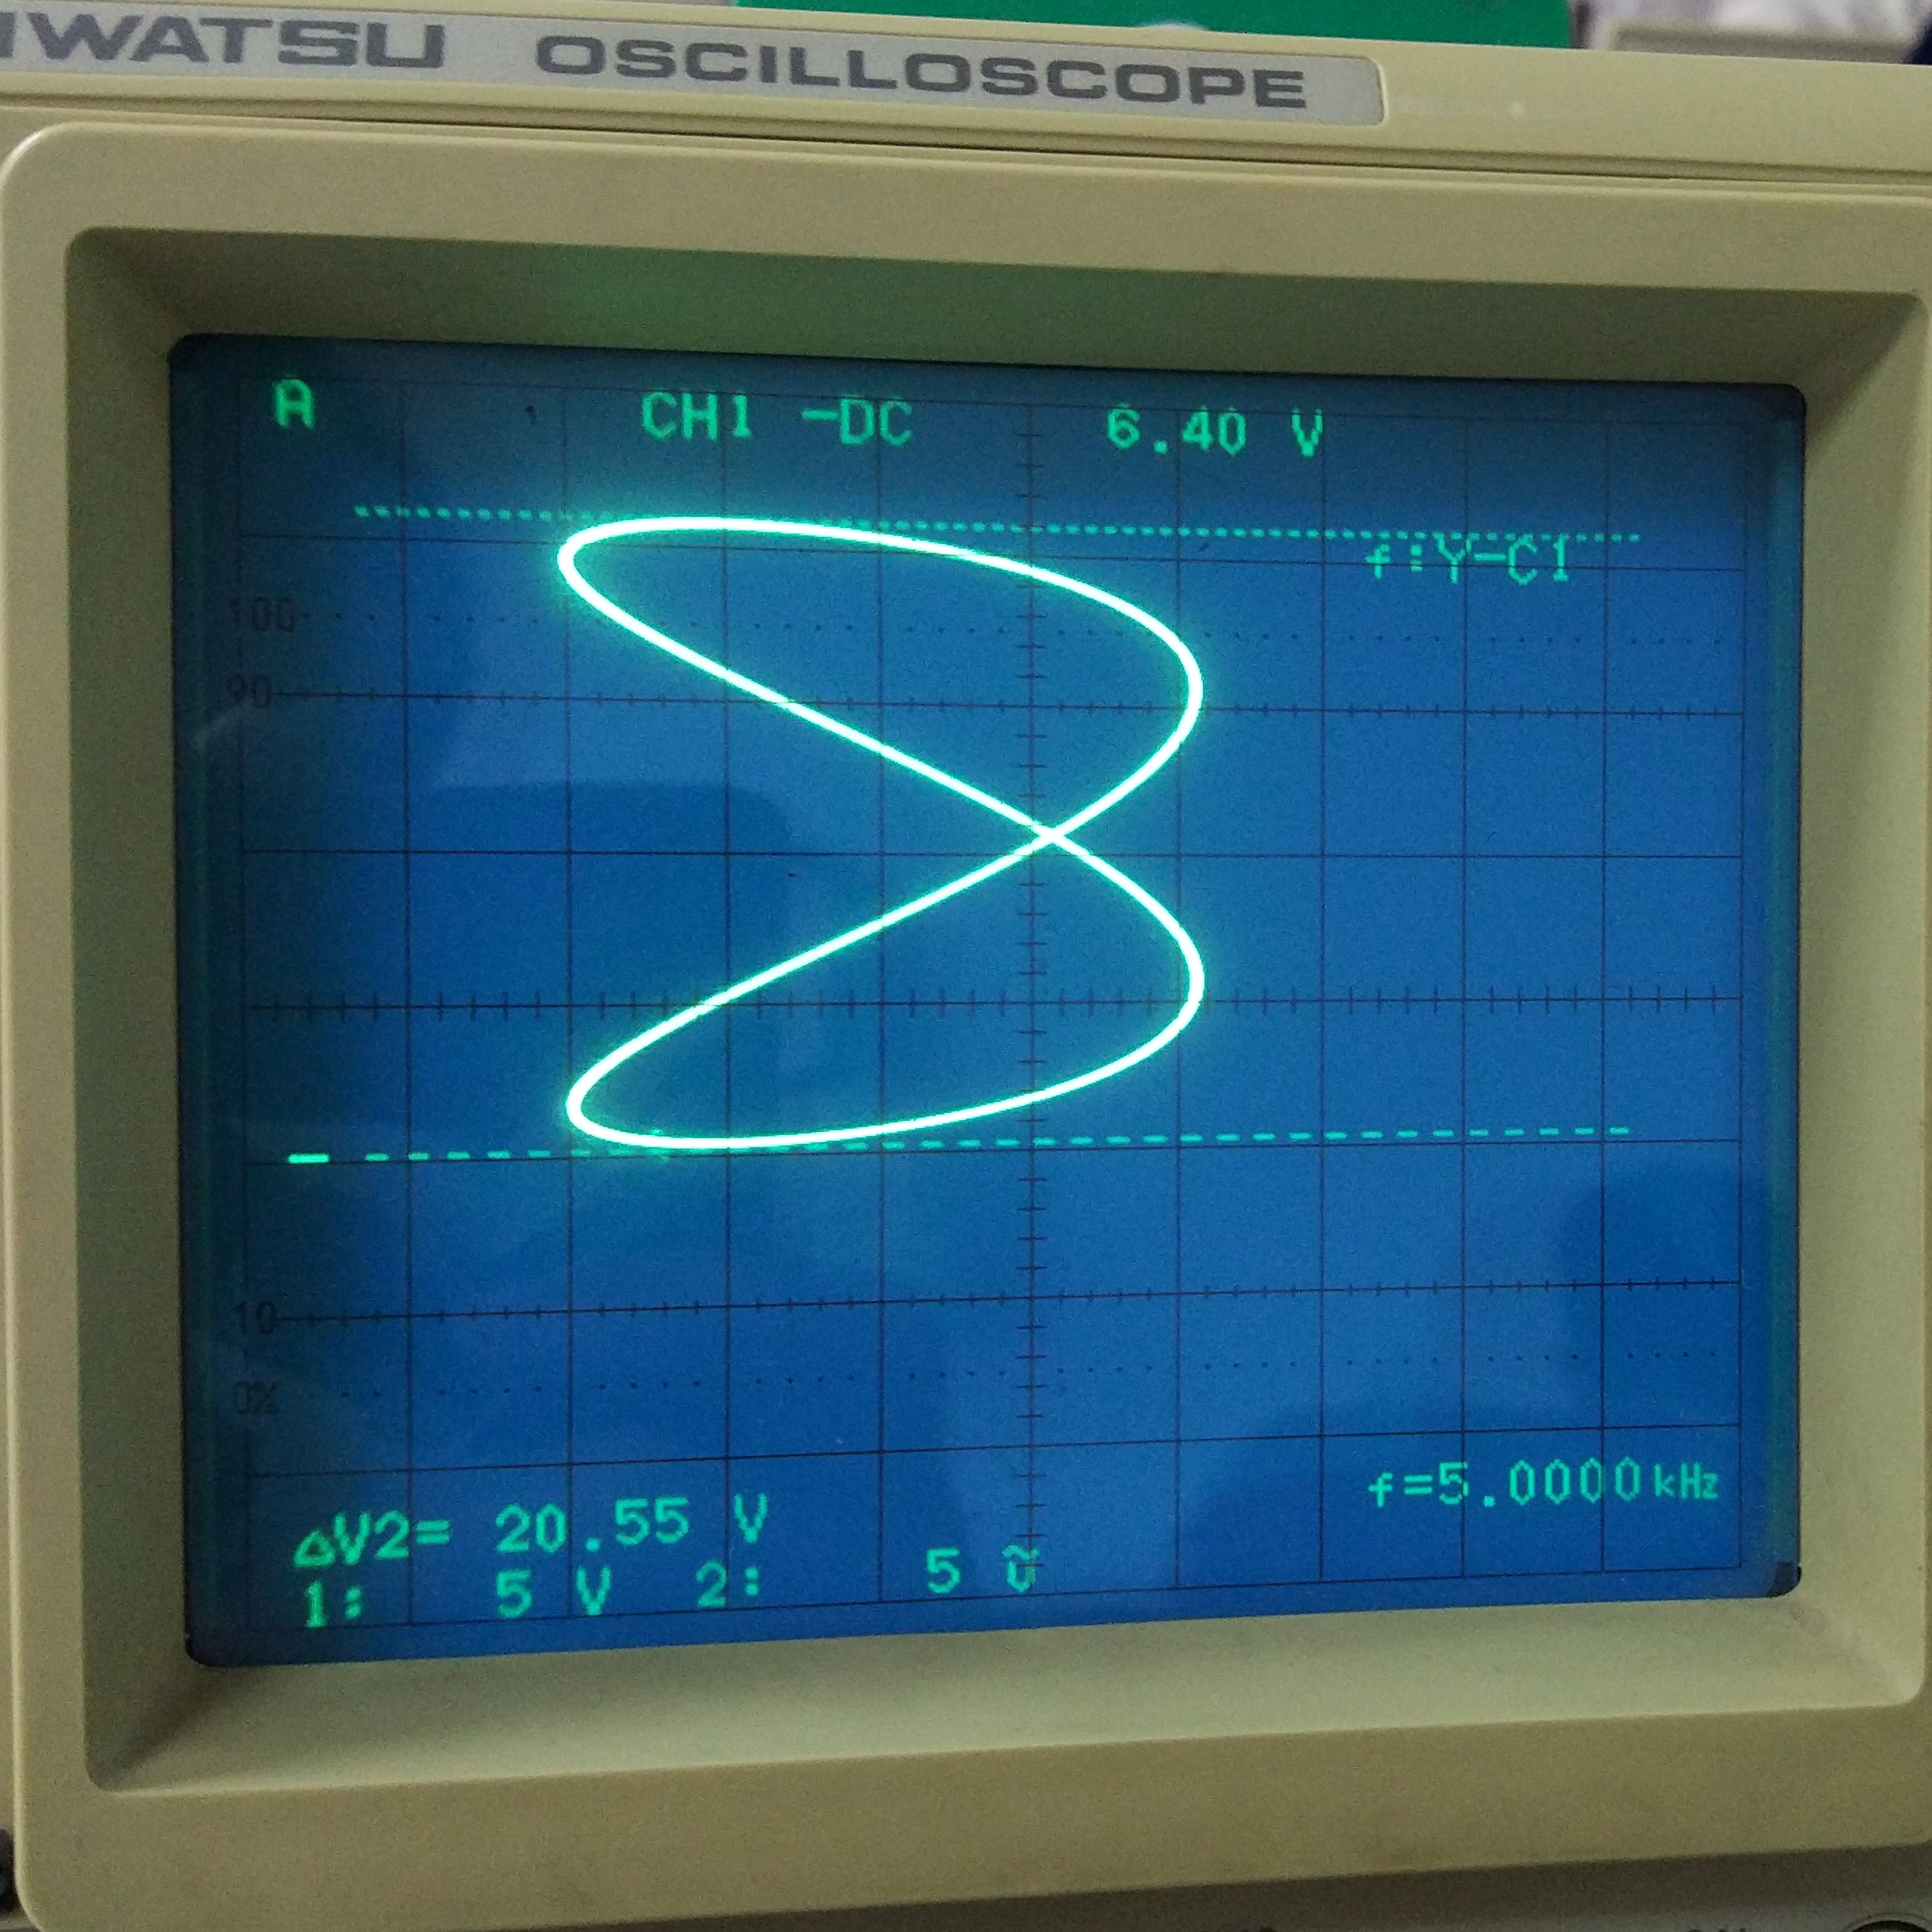 IWATSU OSCILLOSCOPE
A CH1 -DC 6.40 V
f:Y-C1
100
90
10
0%
f=5.0000kHz
ΔV2= 20.55 V
1: 5 V 2: 5 Ṽ